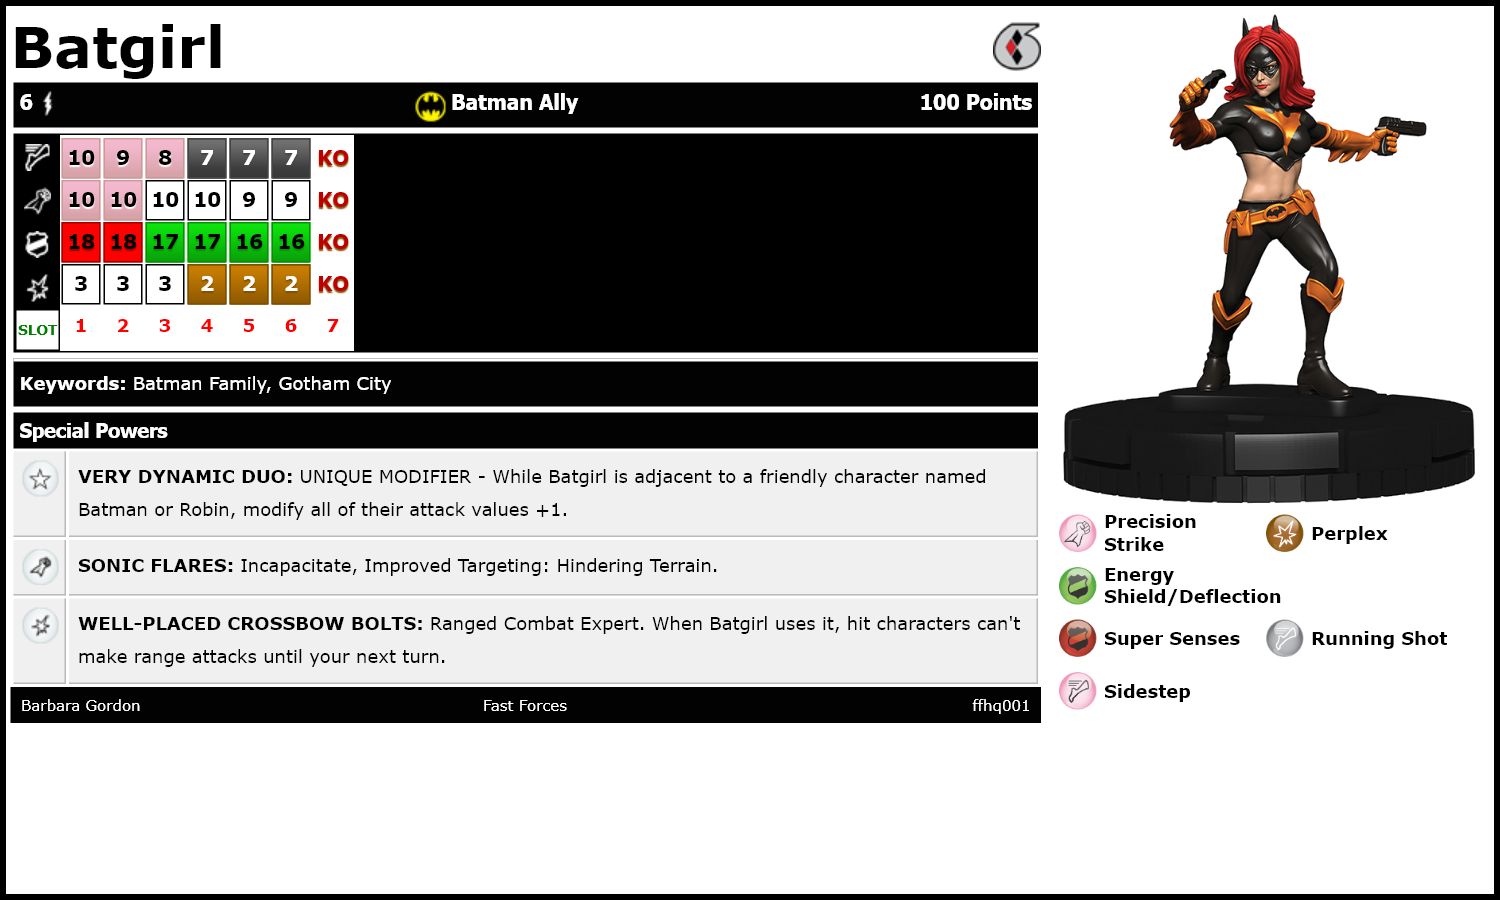 Batgirl
6 Batman Ally 100 Points
10 9 8 7 7 7 KO
10 10 10 10 9 9 KO
18 18 17 17 16 16 KO
3 3 3 2 2 2 KO
SLOT 1 2 3 4 5 6 7
Keywords: Batman Family, Gotham City
Special Powers
VERY DYNAMIC DUO: UNIQUE MODIFIER - While Batgirl is adjacent to a friendly character named
Batman or Robin, modify all of their attack values +1.
SONIC FLARES: Incapacitate, Improved Targeting: Hindering Terrain.
WELL-PLACED CROSSBOW BOLTS: Ranged Combat Expert. When Batgirl uses it, hit characters can't
make range attacks until your next turn.
Barbara Gordon Fast Forces ffhq001
Precision
Strike
Perplex
Energy
Shield/Deflection
Super Senses
Running Shot
Sidestep